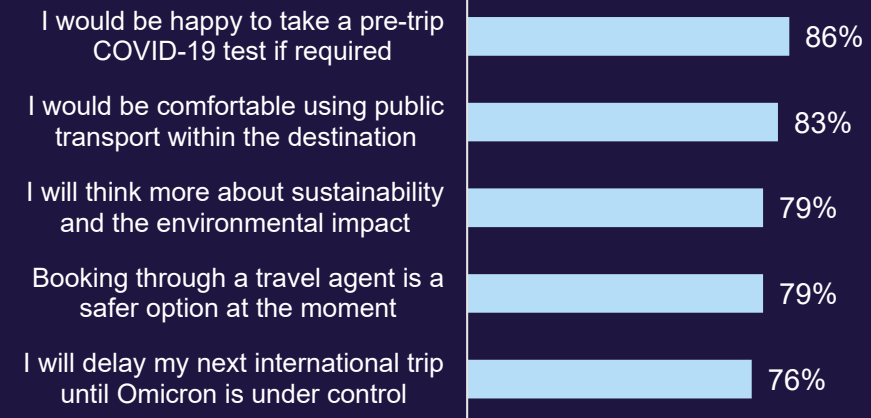 I would be happy to take a pre-trip
COVID-19 test if required
86%
I would be comfortable using public
transport within the destination
83%
I will think more about sustainability
and the environmental impact
79%
Booking through a travel agent is a
safer option at the moment
79%
I will delay my next international trip
until Omicron is under control
76%